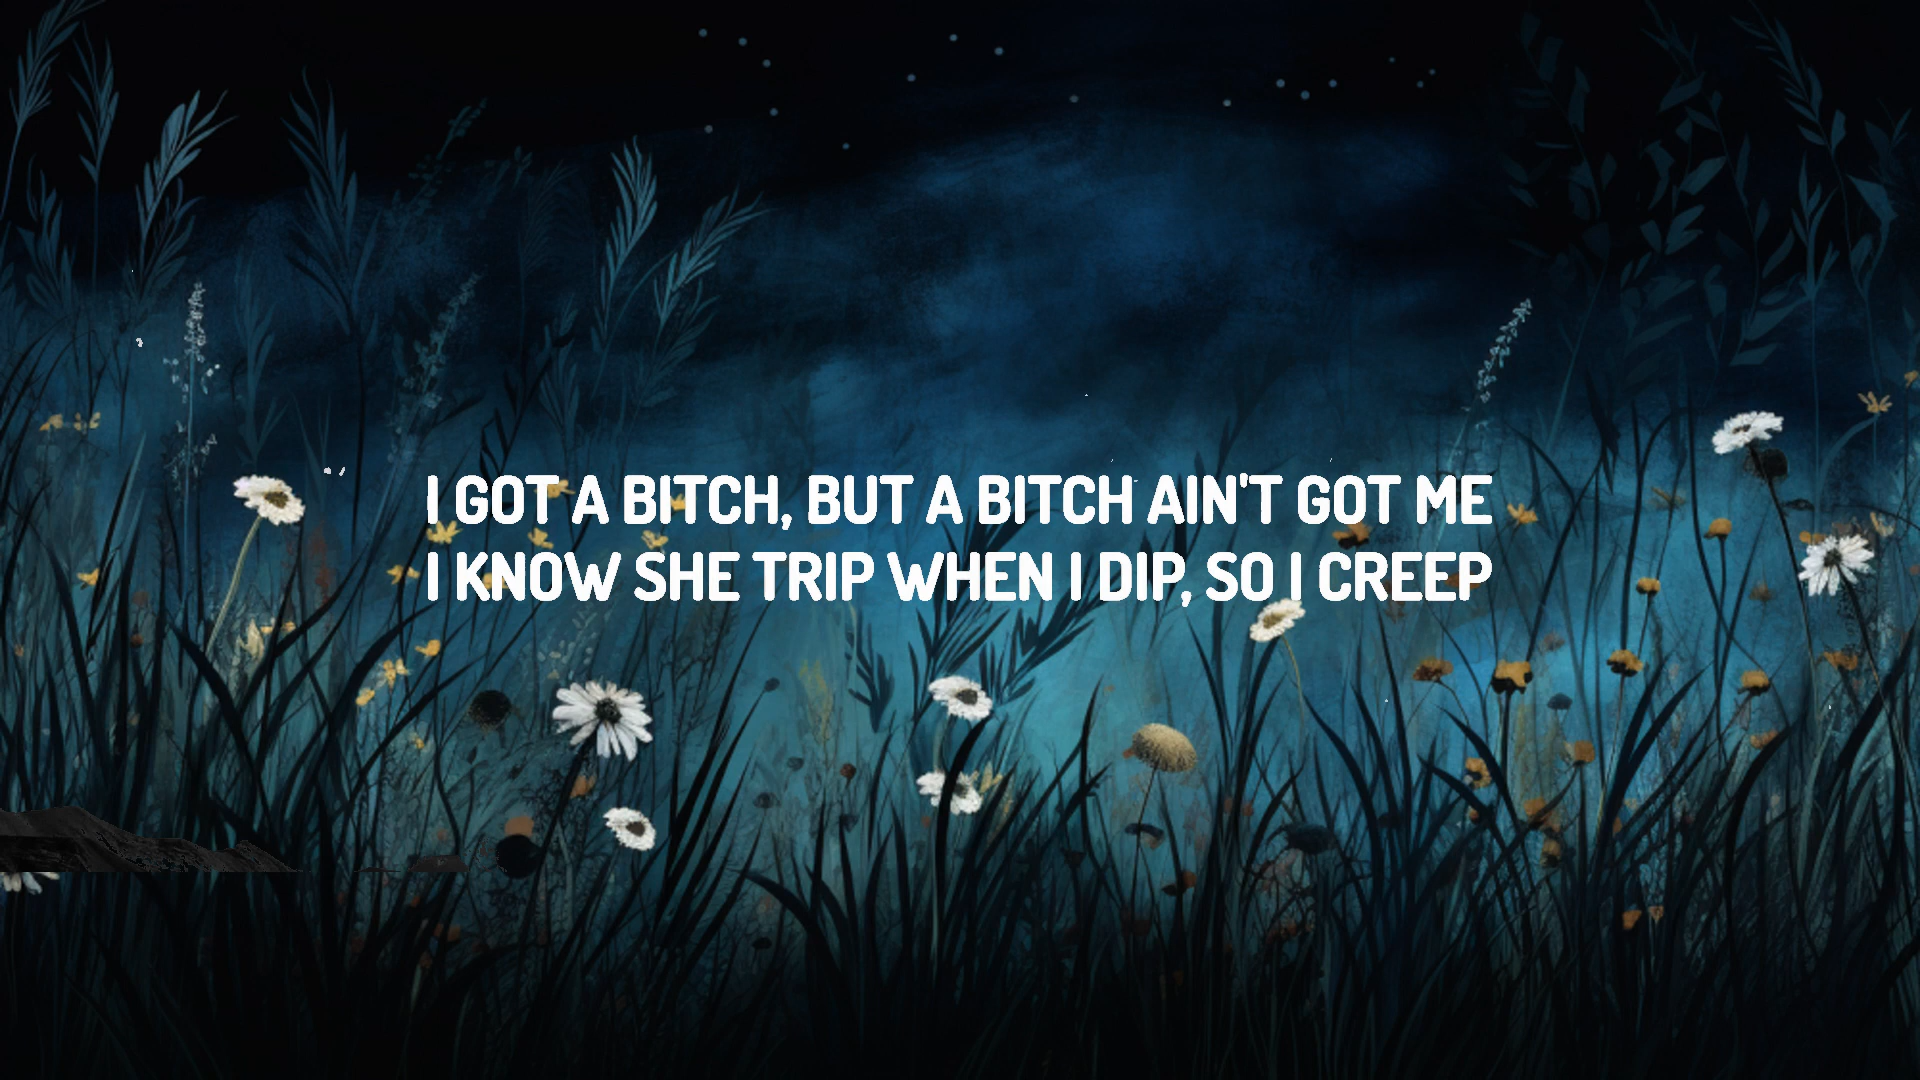 I GOT A BITCH, BUT A BITCH AIN'T GOT ME
I KNOW SHE TRIP WHEN I DIP, SO I CREEP